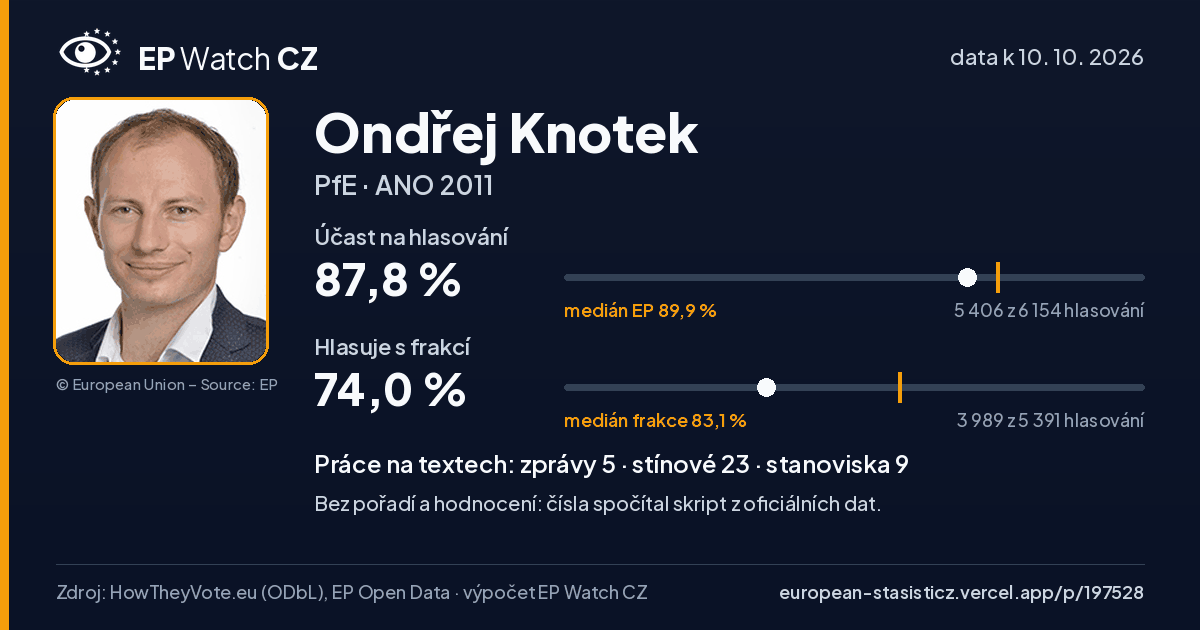 EP Watch CZ
data k 10. 10. 2026
Ondřej Knotek
PfE · ANO 2011
Účast na hlasování
87,8 %
medián EP 89,9 %
5 406 z 6 154 hlasování
Hlasuje s frakcí
74,0 %
medián frakce 83,1 %
3 989 z 5 391 hlasování
© European Union – Source: EP
Práce na textech: zprávy 5 · stínové 23 · stanoviska 9
Bez pořadí a hodnocení: čísla spočítal skript z oficiálních dat.
Zdroj: HowTheyVote.eu (ODbL), EP Open Data · výpočet EP Watch CZ
european-stasisticz.vercel.app/p/197528